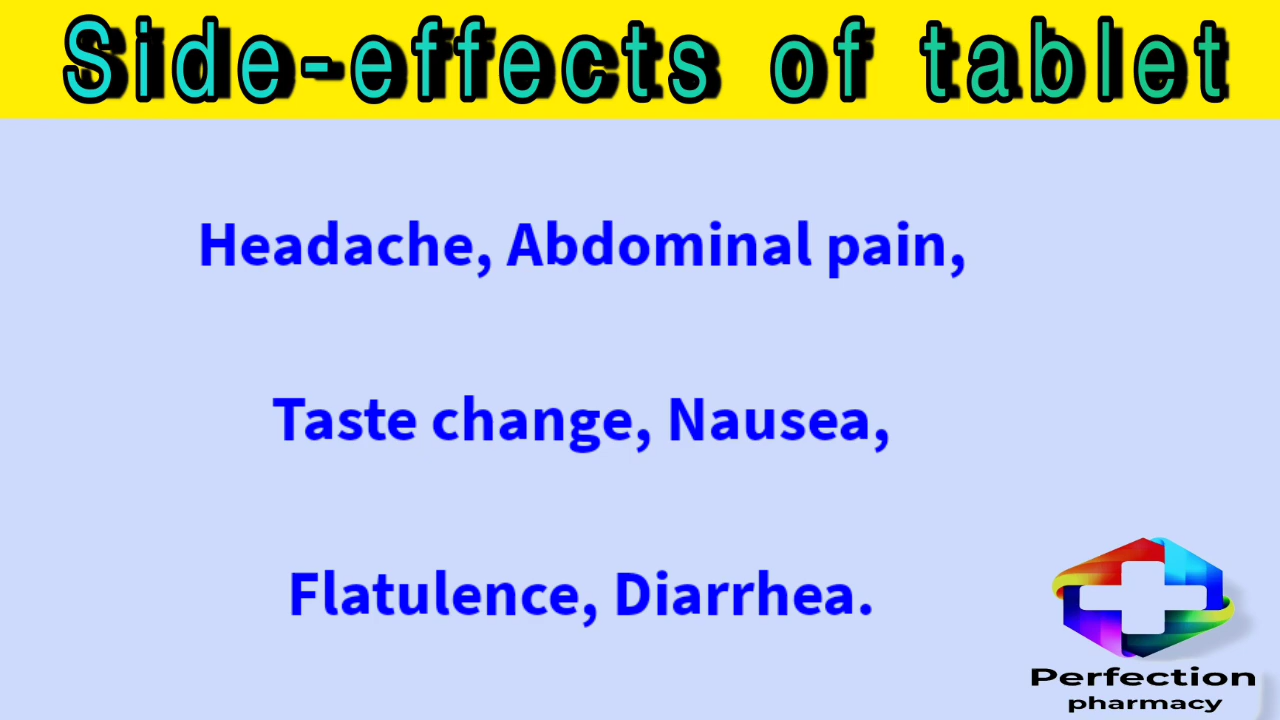 Side-effects of tablet
Headache, Abdominal pain,
Taste change, Nausea,
Flatulence, Diarrhea.
Perfection
pharmacy